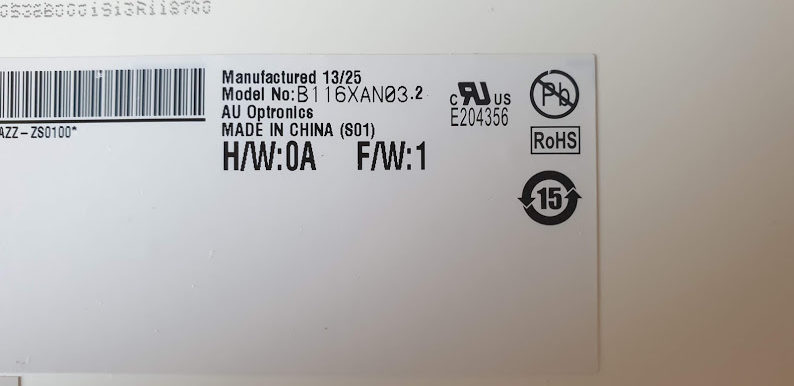 AZZ-ZS0100*
Manufactured 13/25
Model No:B116XAN03.2
AU Optronics
MADE IN CHINA (S01)
H/W:0A F/W:1
c RU US
E204356
Pb
RoHS
15